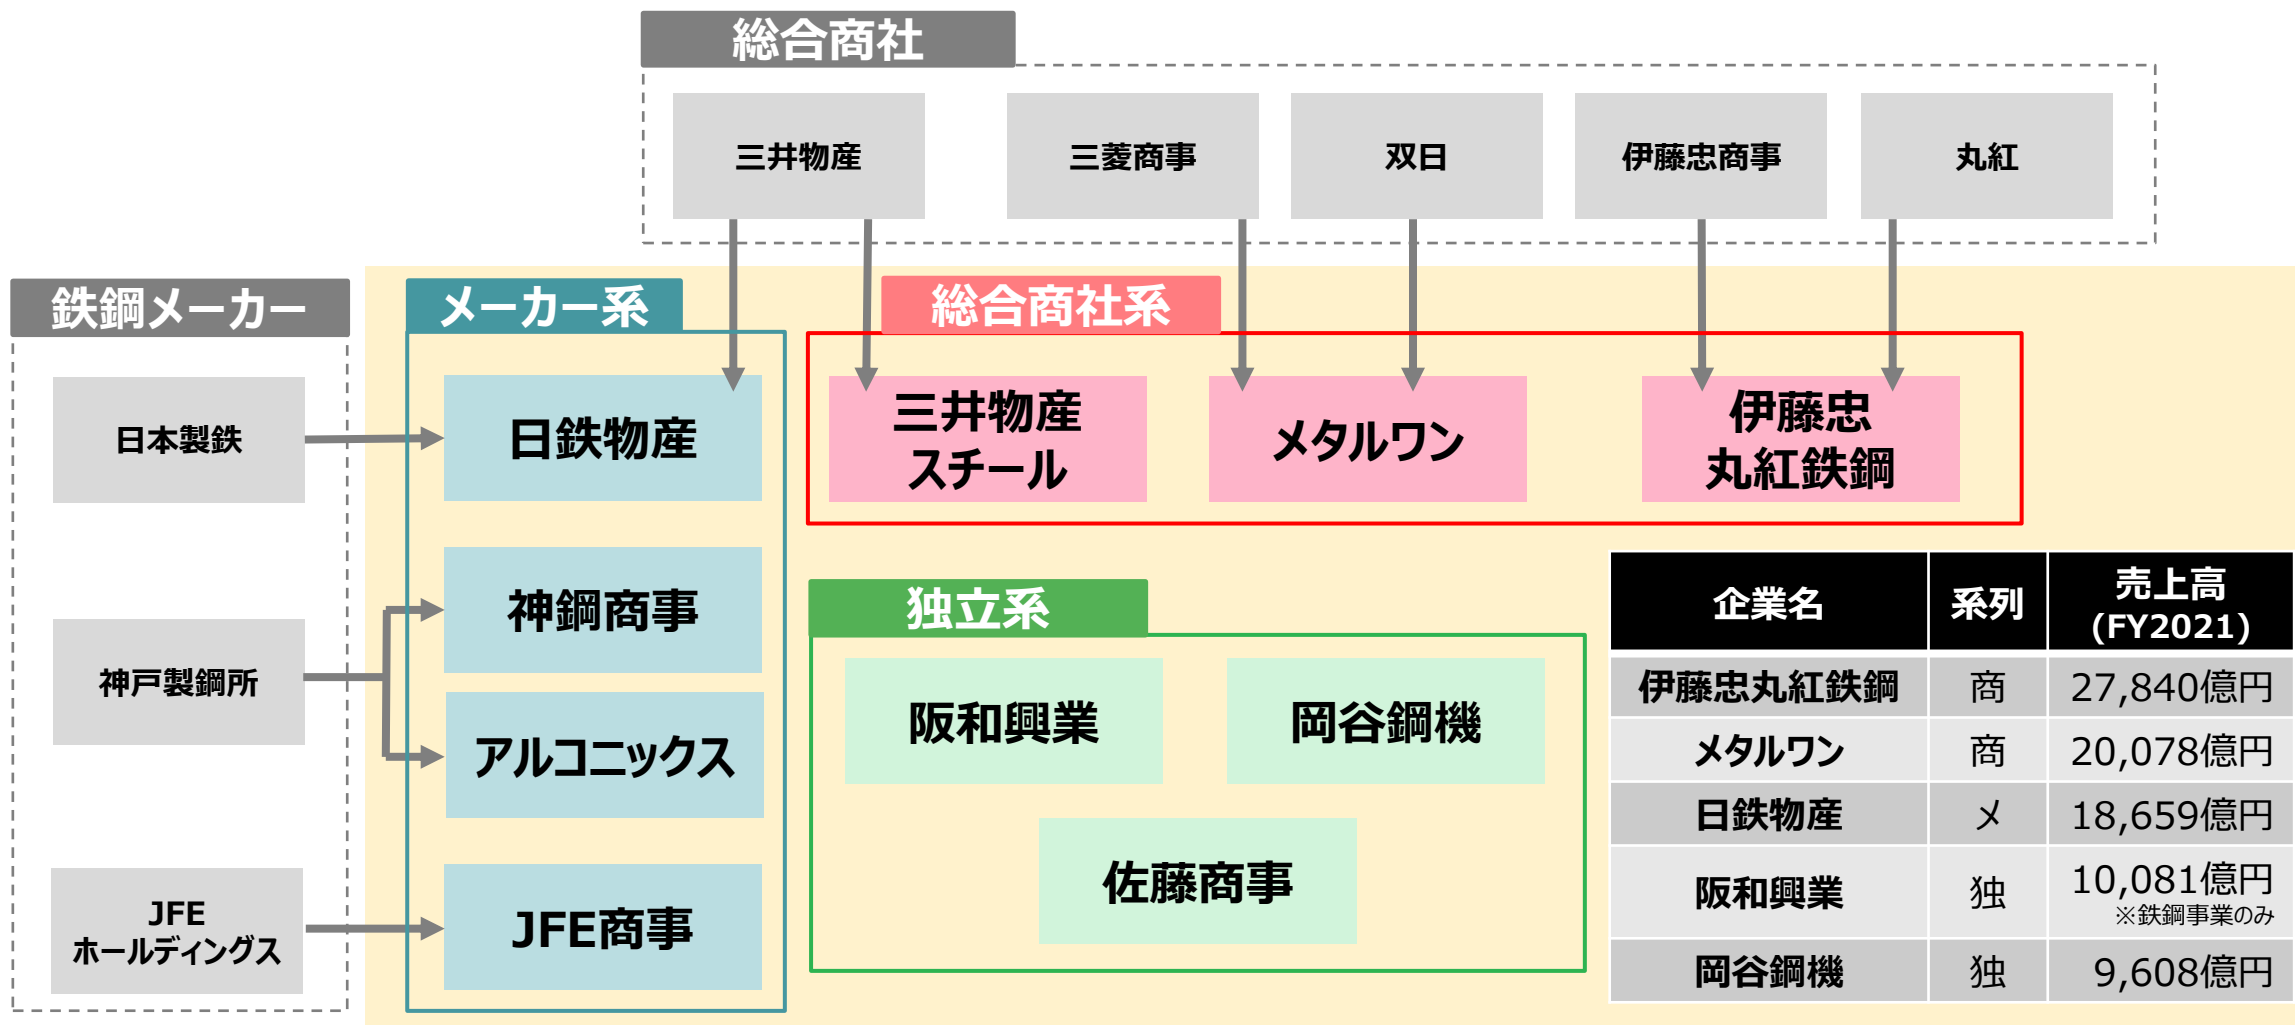 総合商社
三井物産
三菱商事
双日
伊藤忠商事
丸紅
鉄鋼メーカー
日本製鉄
神戸製鋼所
JFE
ホールディングス
メーカー系
日鉄物産
神鋼商事
アルコニックス
JFE商事
総合商社系
三井物産
スチール
メタルワン
伊藤忠
丸紅鉄鋼
独立系
阪和興業
岡谷鋼機
佐藤商事
企業名 系列 売上高
(FY2021)
伊藤忠丸紅鉄鋼 商 27,840億円
メタルワン 商 20,078億円
日鉄物産 メ 18,659億円
阪和興業 独 10,081億円
※鉄鋼事業のみ
岡谷鋼機 独 9,608億円